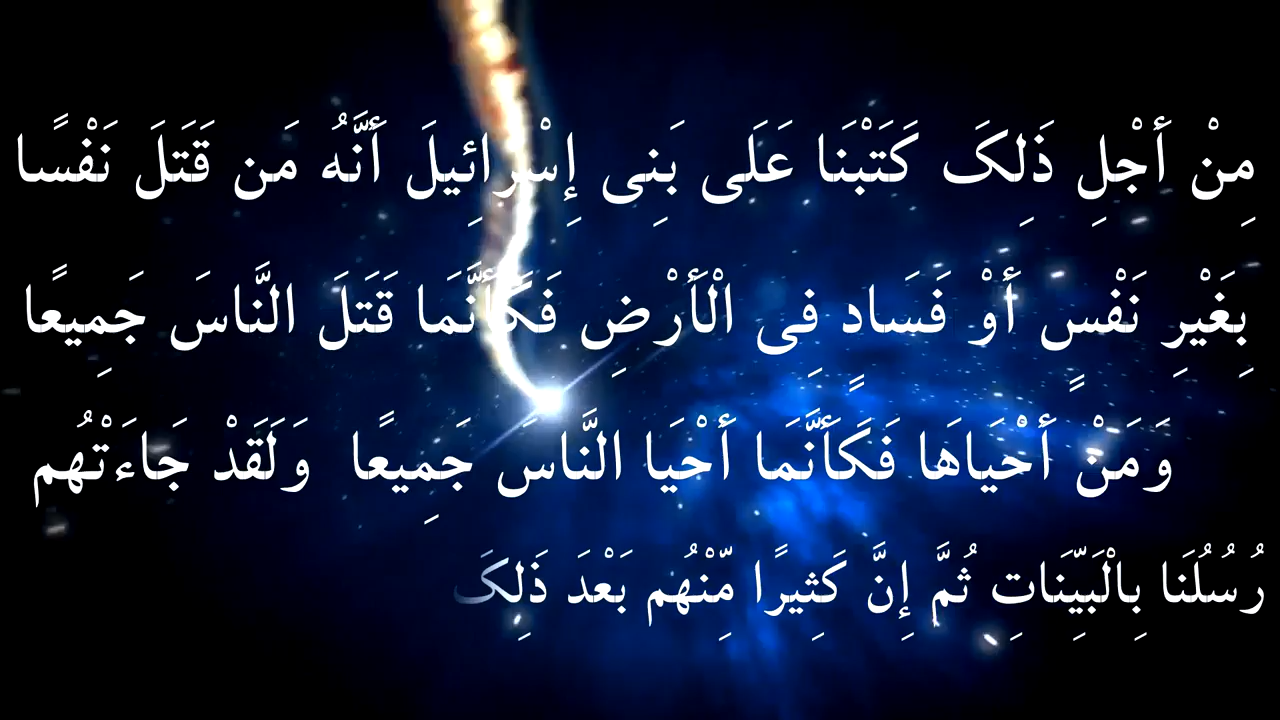 مِنْ أَجْلِ ذَلِکَ كَتَبْنَا عَلَى بَنِی إِسْرَائِيلَ أَنَّهُ مَن قَتَلَ نَفْسًا
بِغَيْرِ نَفْسٍ أَوْ فَسَادٍ فِی الْأَرْضِ فَكَأَنَّمَا قَتَلَ النَّاسَ جَمِيعًا
وَمَنْ أَحْيَاهَا فَكَأَنَّمَا أَحْيَا النَّاسَ جَمِيعًا وَلَقَدْ جَاءَتْهُم
رُسُلُنَا بِالْبَيِّنَاتِ ثُمَّ إِنَّ كَثِيرًا مِّنْهُم بَعْدَ ذَلِکَ